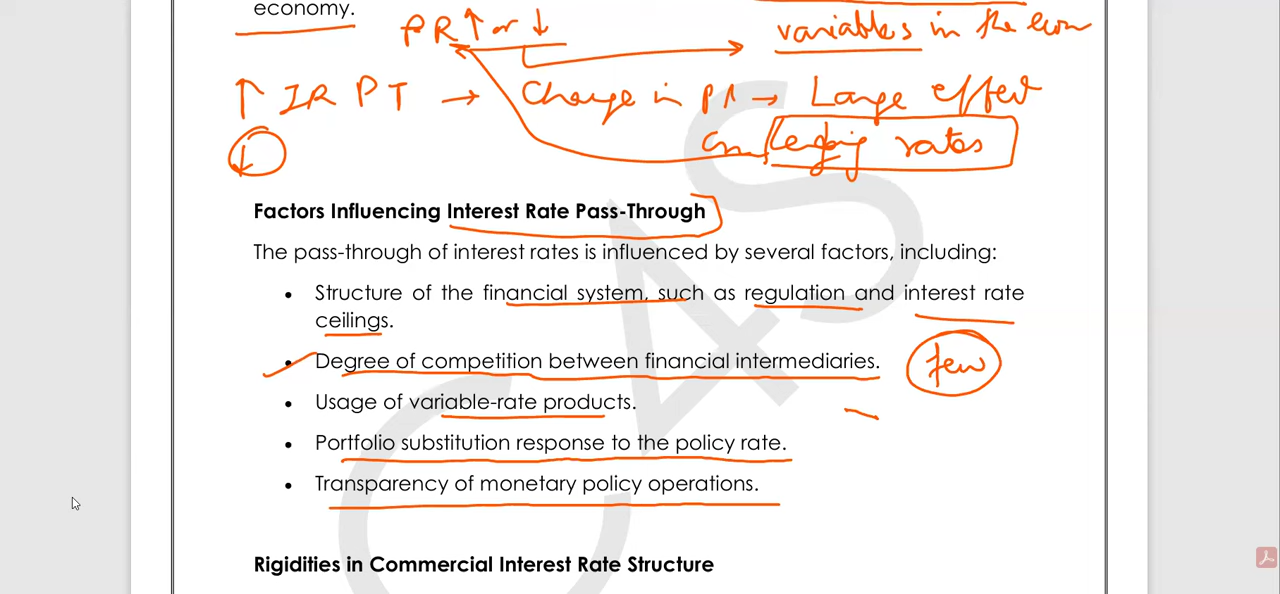 economy.
PR ↑ or ↓
variables in the
↑ IR PT → Change in PR → Large effect
↓
on lending rates
Factors Influencing Interest Rate Pass-Through
The pass-through of interest rates is influenced by several factors, including:
• Structure of the financial system, such as regulation and interest rate
ceilings.
• Degree of competition between financial intermediaries.
few
• Usage of variable-rate products.
• Portfolio substitution response to the policy rate.
• Transparency of monetary policy operations.
Rigidities in Commercial Interest Rate Structure
C4S